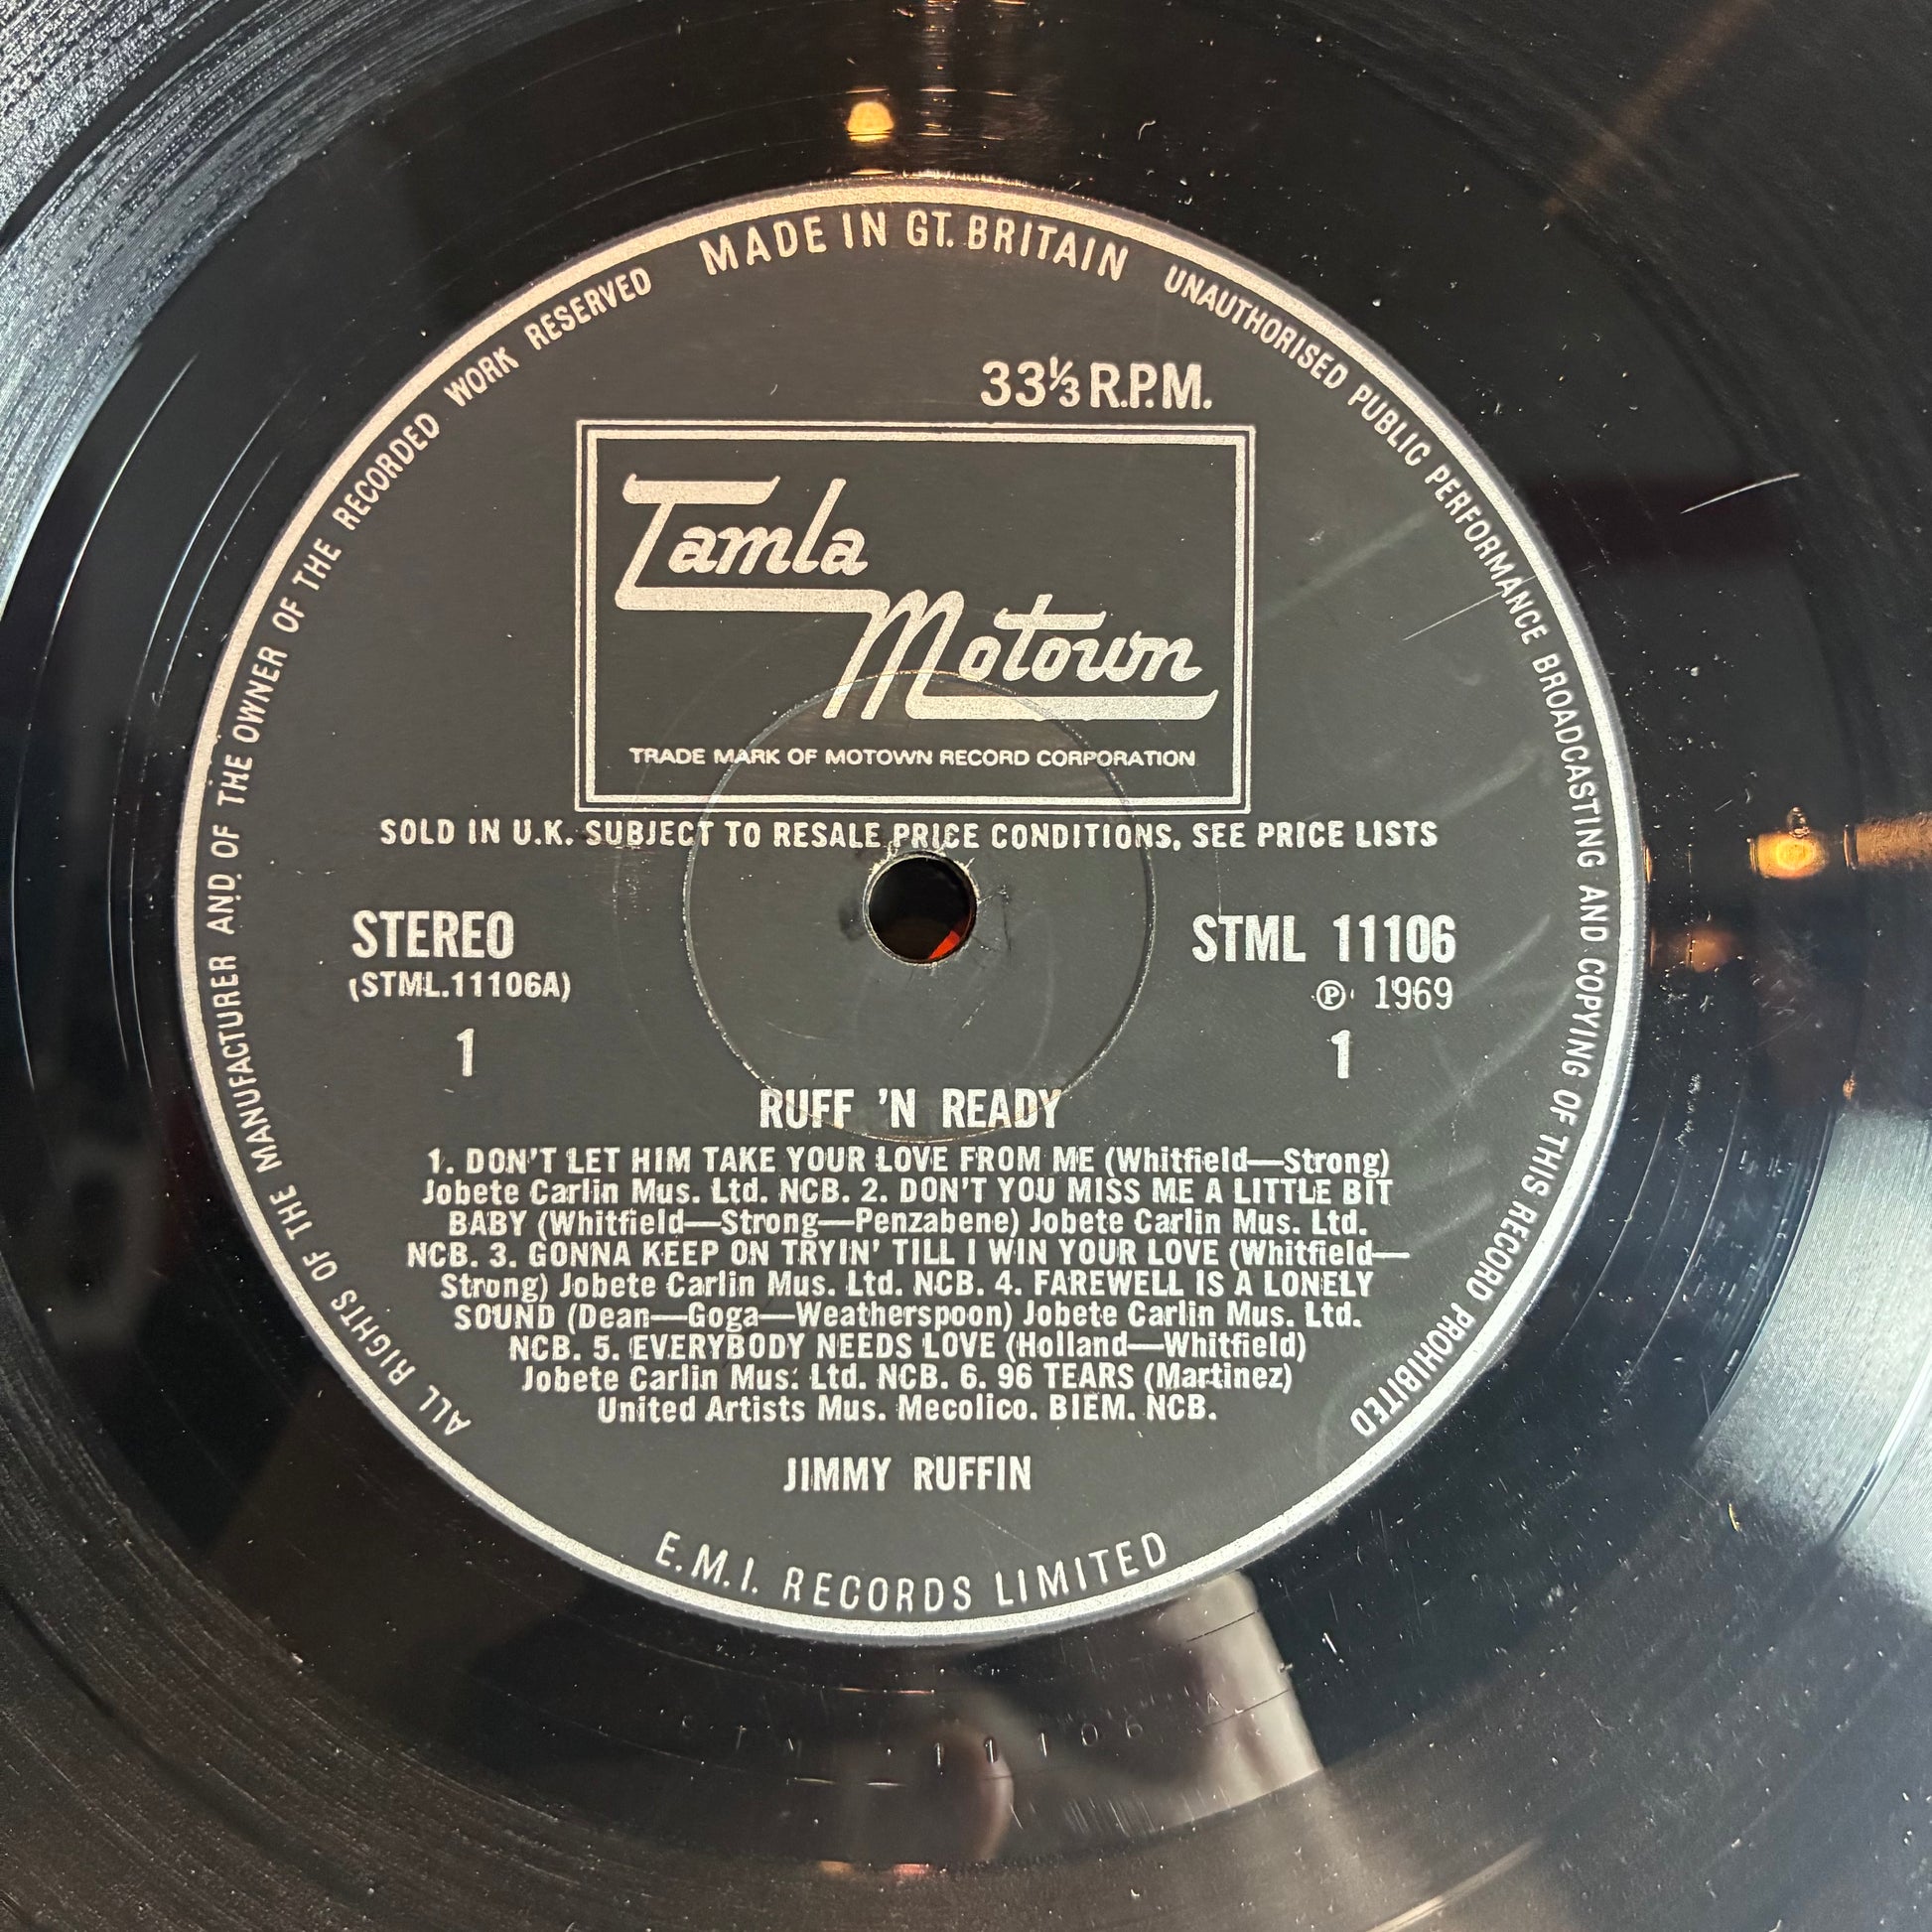 MADE IN GT. BRITAIN
UNAUTHORISED PUBLIC PERFORMANCE BROADCASTING AND COPYING OF THIS RECORD PROHIBITED
ALL RIGHTS OF THE MANUFACTURER AND OF THE OWNER OF THE RECORDED WORK RESERVED
33⅓ R.P.M.
Tamla
Motown
TRADE MARK OF MOTOWN RECORD CORPORATION
SOLD IN U.K. SUBJECT TO RESALE PRICE CONDITIONS, SEE PRICE LISTS
STEREO
(STML.11106A)
1
STML 11106
℗ 1969
1
RUFF 'N READY
1. DON'T LET HIM TAKE YOUR LOVE FROM ME (Whitfield—Strong)
Jobete Carlin Mus. Ltd. NCB. 2. DON'T YOU MISS ME A LITTLE BIT
BABY (Whitfield—Strong—Penzabene) Jobete Carlin Mus. Ltd.
NCB. 3. GONNA KEEP ON TRYIN' TILL I WIN YOUR LOVE (Whitfield—
Strong) Jobete Carlin Mus. Ltd. NCB. 4. FAREWELL IS A LONELY
SOUND (Dean—Goga—Weatherspoon) Jobete Carlin Mus. Ltd.
NCB. 5. EVERYBODY NEEDS LOVE (Holland—Whitfield)
Jobete Carlin Mus. Ltd. NCB. 6. 96 TEARS (Martinez)
United Artists Mus. Mecolico. BIEM. NCB.
JIMMY RUFFIN
E.M.I. RECORDS LIMITED